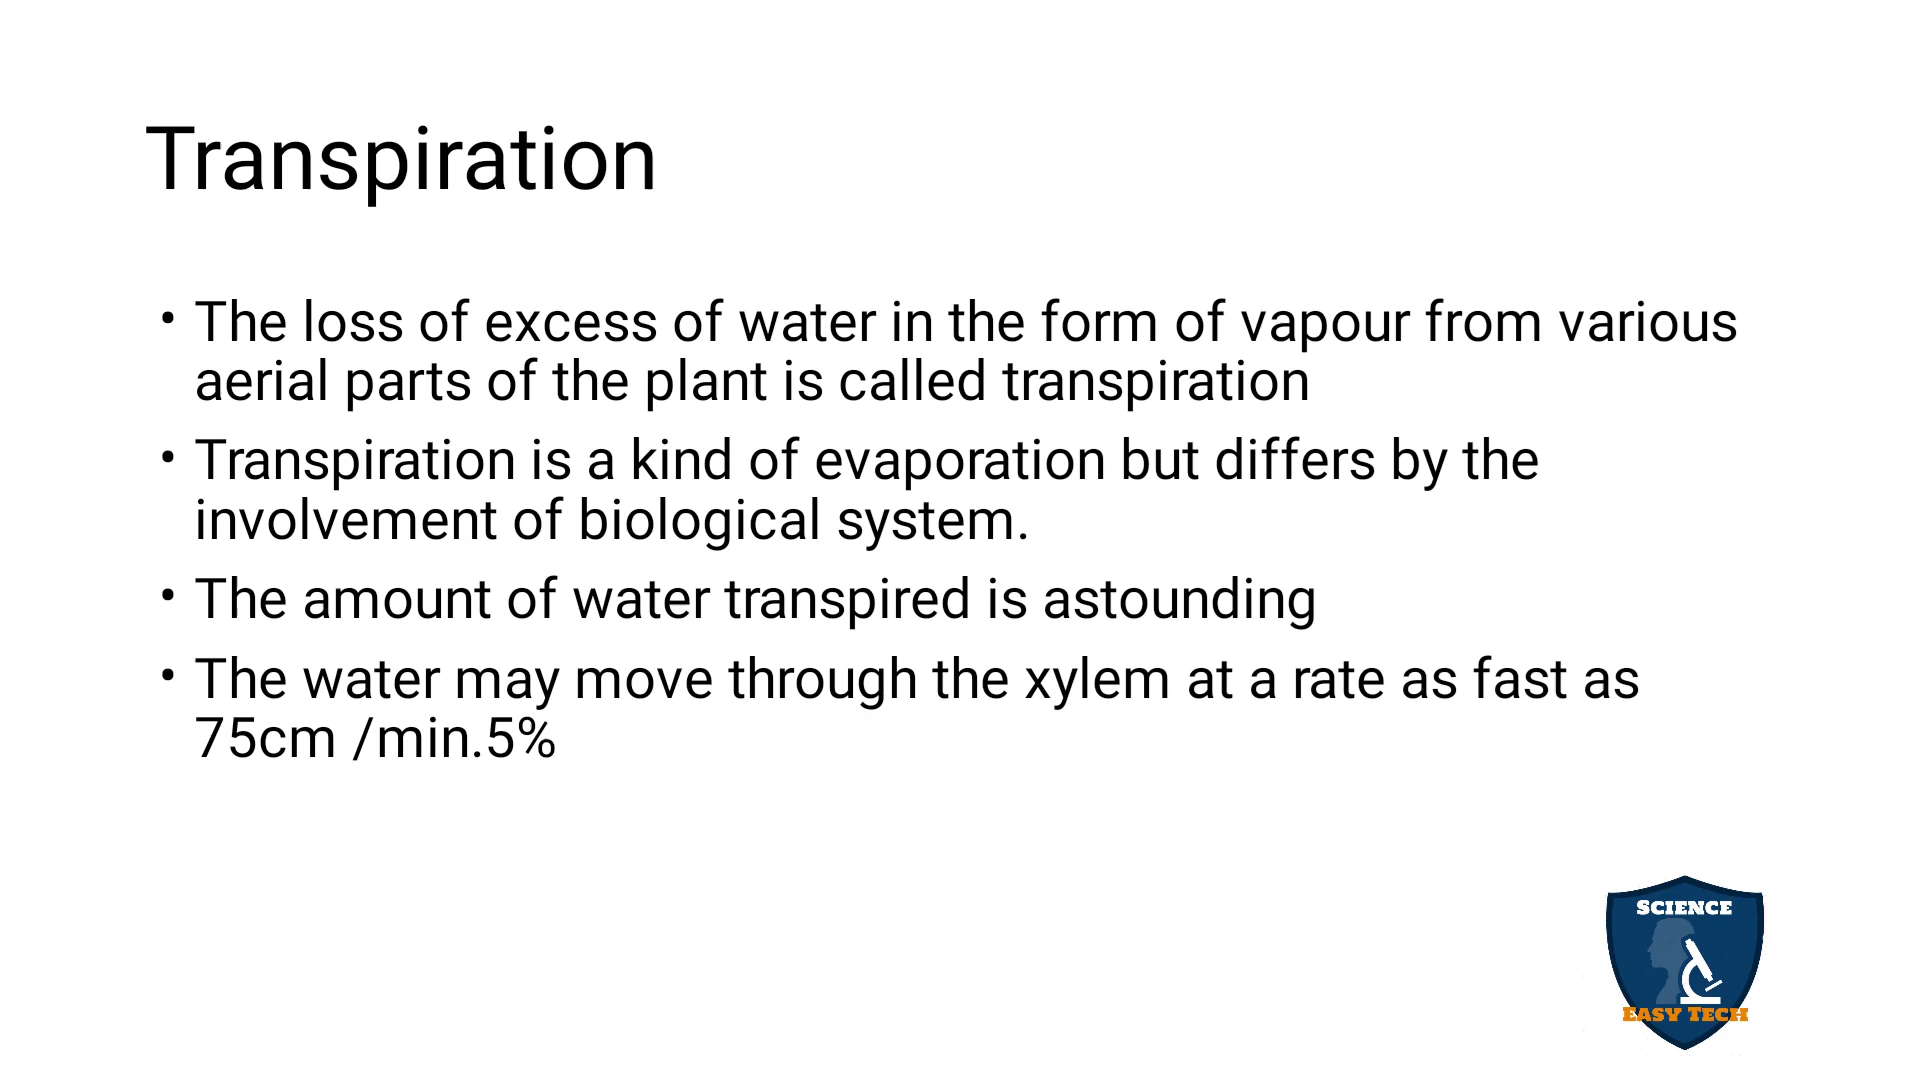 Transpiration
• The loss of excess of water in the form of vapour from various
aerial parts of the plant is called transpiration
• Transpiration is a kind of evaporation but differs by the
involvement of biological system.
• The amount of water transpired is astounding
• The water may move through the xylem at a rate as fast as
75cm /min.5%
SCIENCE
EASY TECH